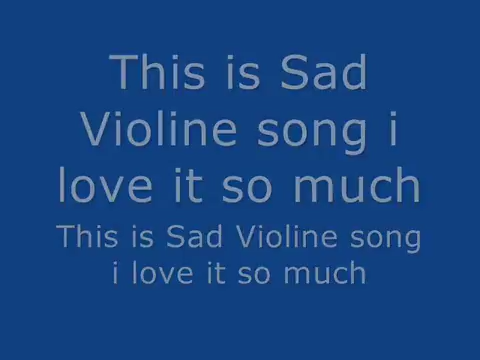 This is Sad
Violine song i
love it so much
This is Sad Violine song
i love it so much